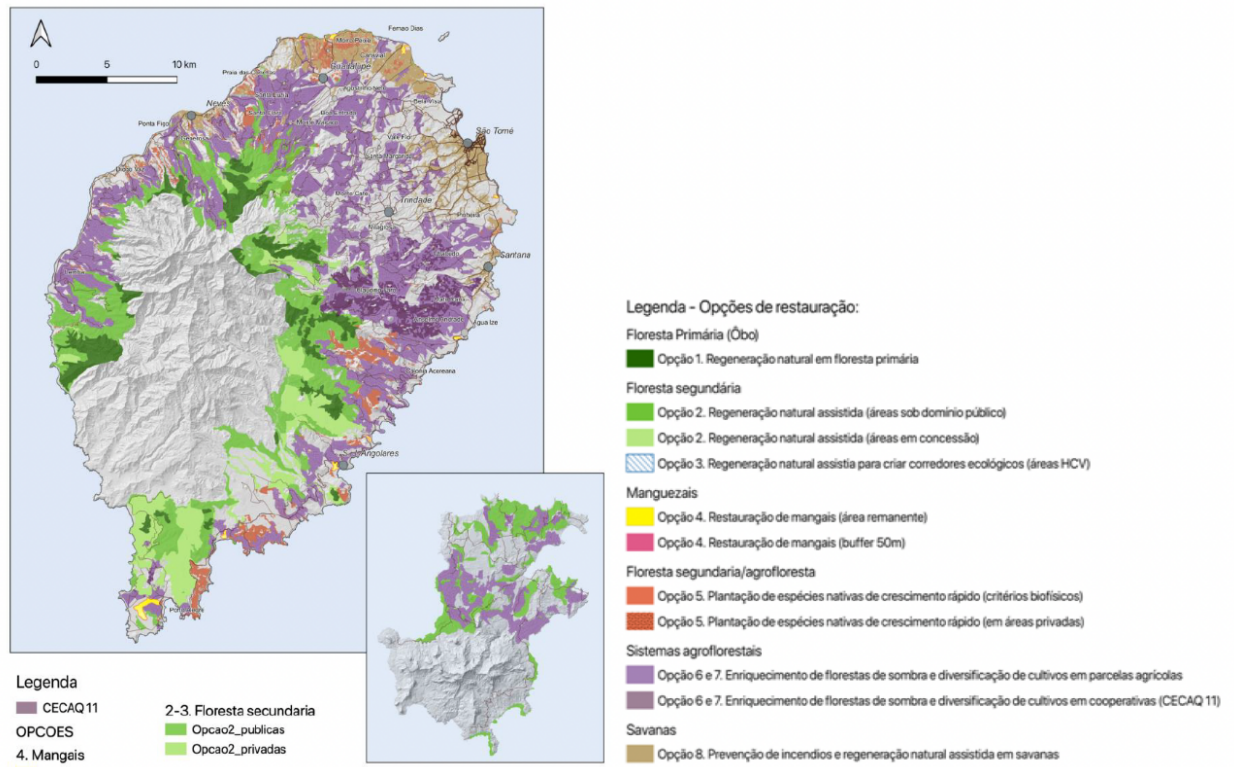 Fernao Dias
Guadalupe
0 5 10 km
Neves
Ponta Figo
São Tomé
Diogo Vaz
Trindade
Santana
Agua Ize
Angolares
Legenda
CECAQ 11
OPCOES
4. Mangais
2-3. Floresta secundaria
Opcao2_publicas
Opcao2_privadas
Legenda - Opções de restauração:
Floresta Primária (Ôbo)
Opção 1. Regeneração natural em floresta primária
Floresta segundária
Opção 2. Regeneração natural assistida (áreas sob domínio público)
Opção 2. Regeneração natural assistida (áreas em concessão)
Opção 3. Regeneração natural assistia para criar corredores ecológicos (áreas HCV)
Manguezais
Opção 4. Restauração de mangais (área remanente)
Opção 4. Restauração de mangais (buffer 50m)
Floresta segundaria/agrofloresta
Opção 5. Plantação de espécies nativas de crescimento rápido (critérios biofísicos)
Opção 5. Plantação de espécies nativas de crescimento rápido (em áreas privadas)
Sistemas agroflorestais
Opção 6 e 7. Enriquecimento de florestas de sombra e diversificação de cultivos em parcelas agrícolas
Opção 6 e 7. Enriquecimento de florestas de sombra e diversificação de cultivos em cooperativas (CECAQ 11)
Savanas
Opção 8. Prevenção de incendios e regeneração natural assistida em savanas